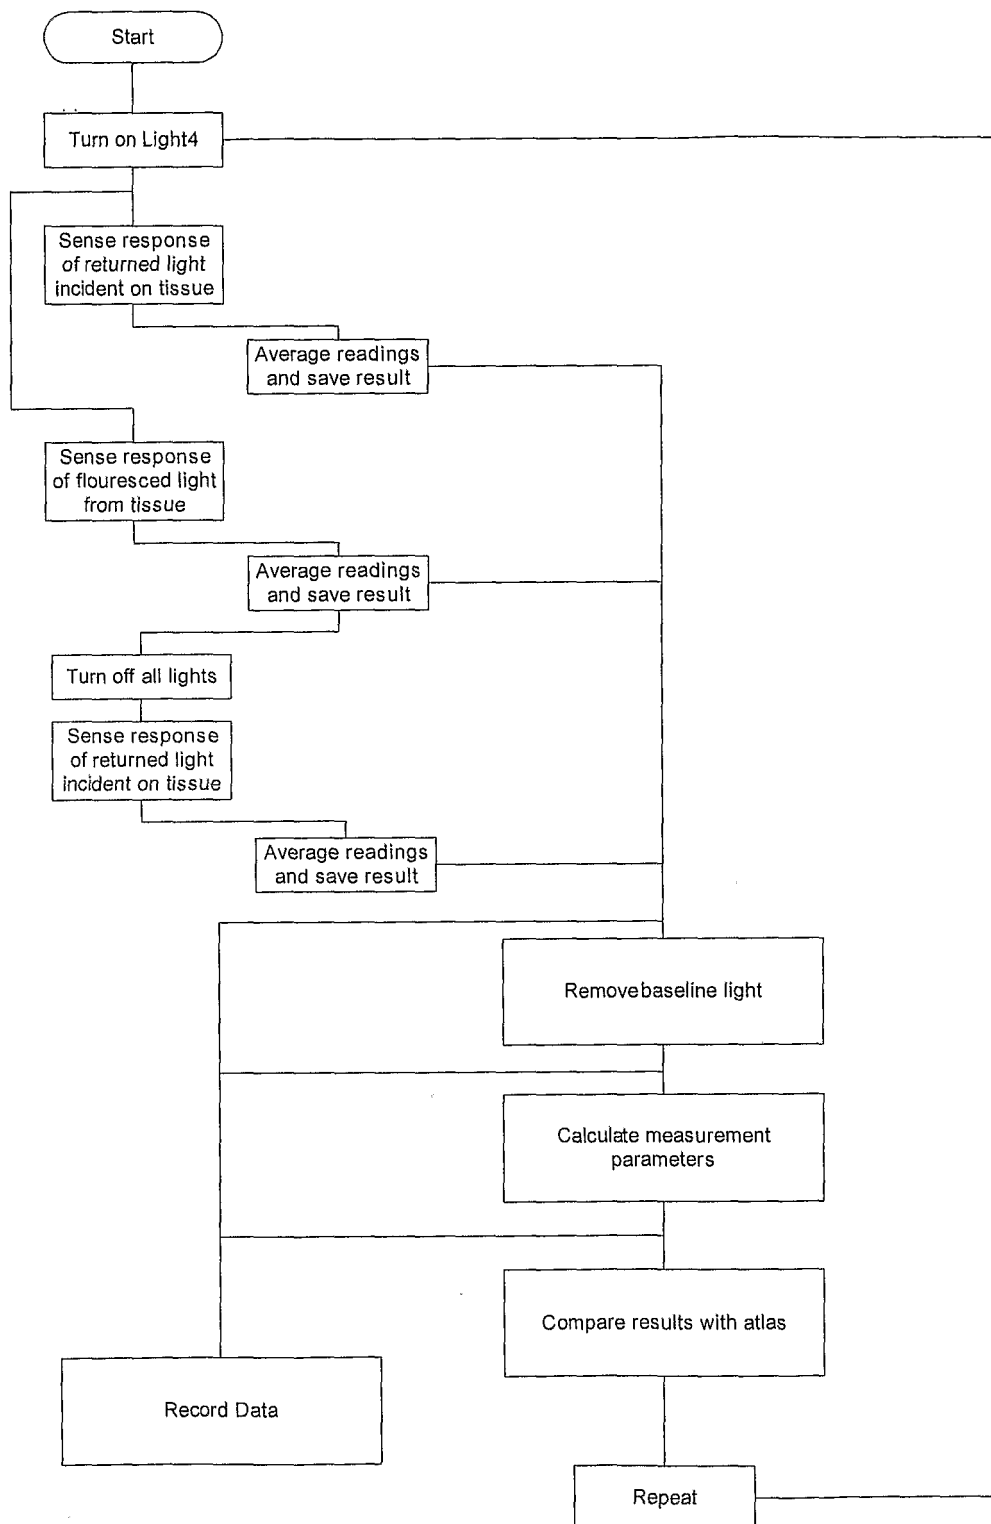 Start
Turn on Light4
Sense response
of returned light
incident on tissue
Average readings
and save result
Sense response
of flouresced light
from tissue
Average readings
and save result
Turn off all lights
Sense response
of returned light
incident on tissue
Average readings
and save result
Removebaseline light
Calculate measurement
parameters
Compare results with atlas
Record Data
Repeat